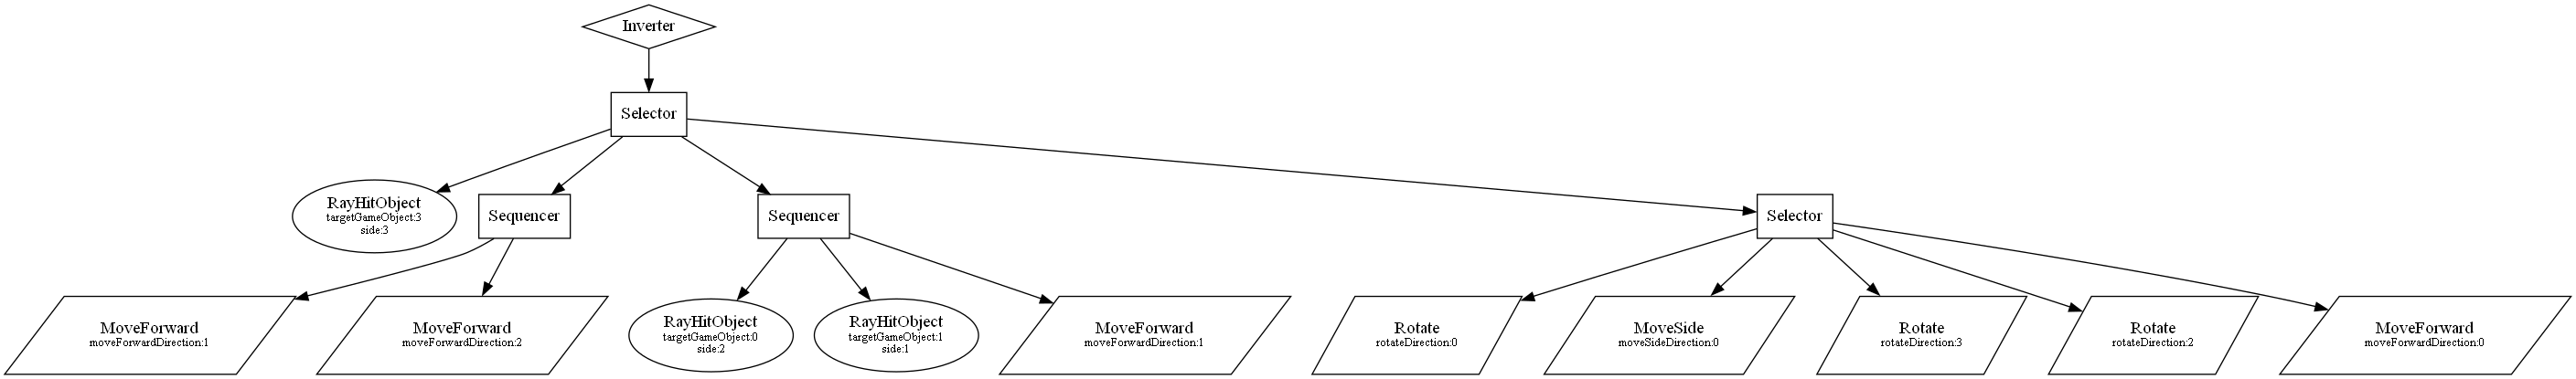 Inverter
Selector
RayHitObject
targetGameObject:3
side:3
Sequencer
Sequencer
Selector
MoveForward
moveForwardDirection:1
MoveForward
moveForwardDirection:2
RayHitObject
targetGameObject:0
side:2
RayHitObject
targetGameObject:1
side:1
MoveForward
moveForwardDirection:1
Rotate
rotateDirection:0
MoveSide
moveSideDirection:0
Rotate
rotateDirection:3
Rotate
rotateDirection:2
MoveForward
moveForwardDirection:0